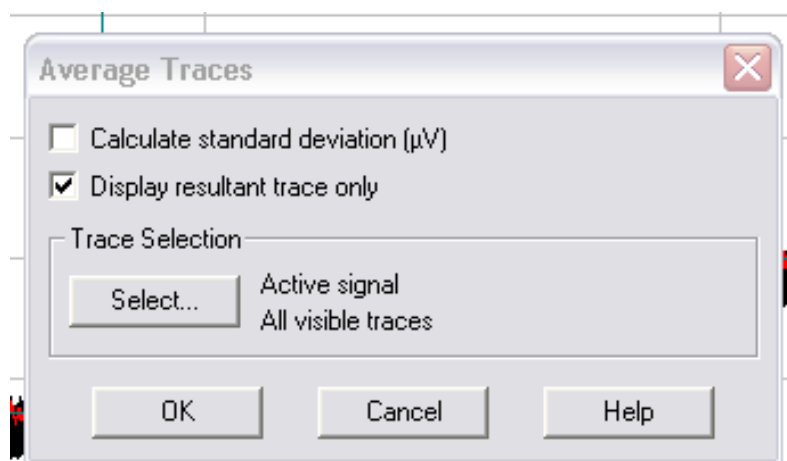 Average Traces
Calculate standard deviation (µV)
Display resultant trace only
Trace Selection
Select...
Active signal
All visible traces
OK
Cancel
Help